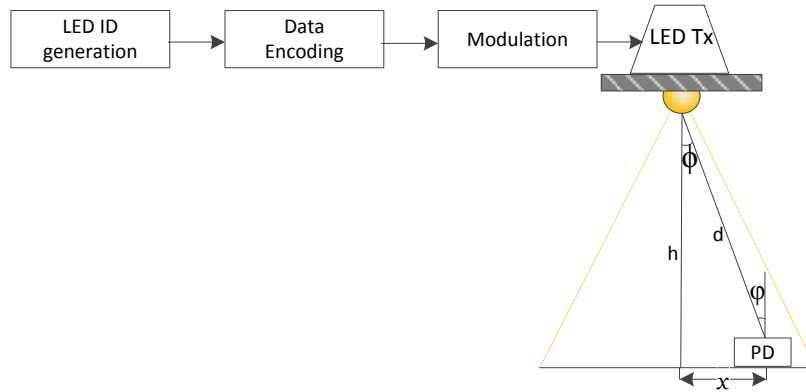 LED ID
generation
Data
Encoding
Modulation
LED Tx
ϕ
h
d
φ
PD
x